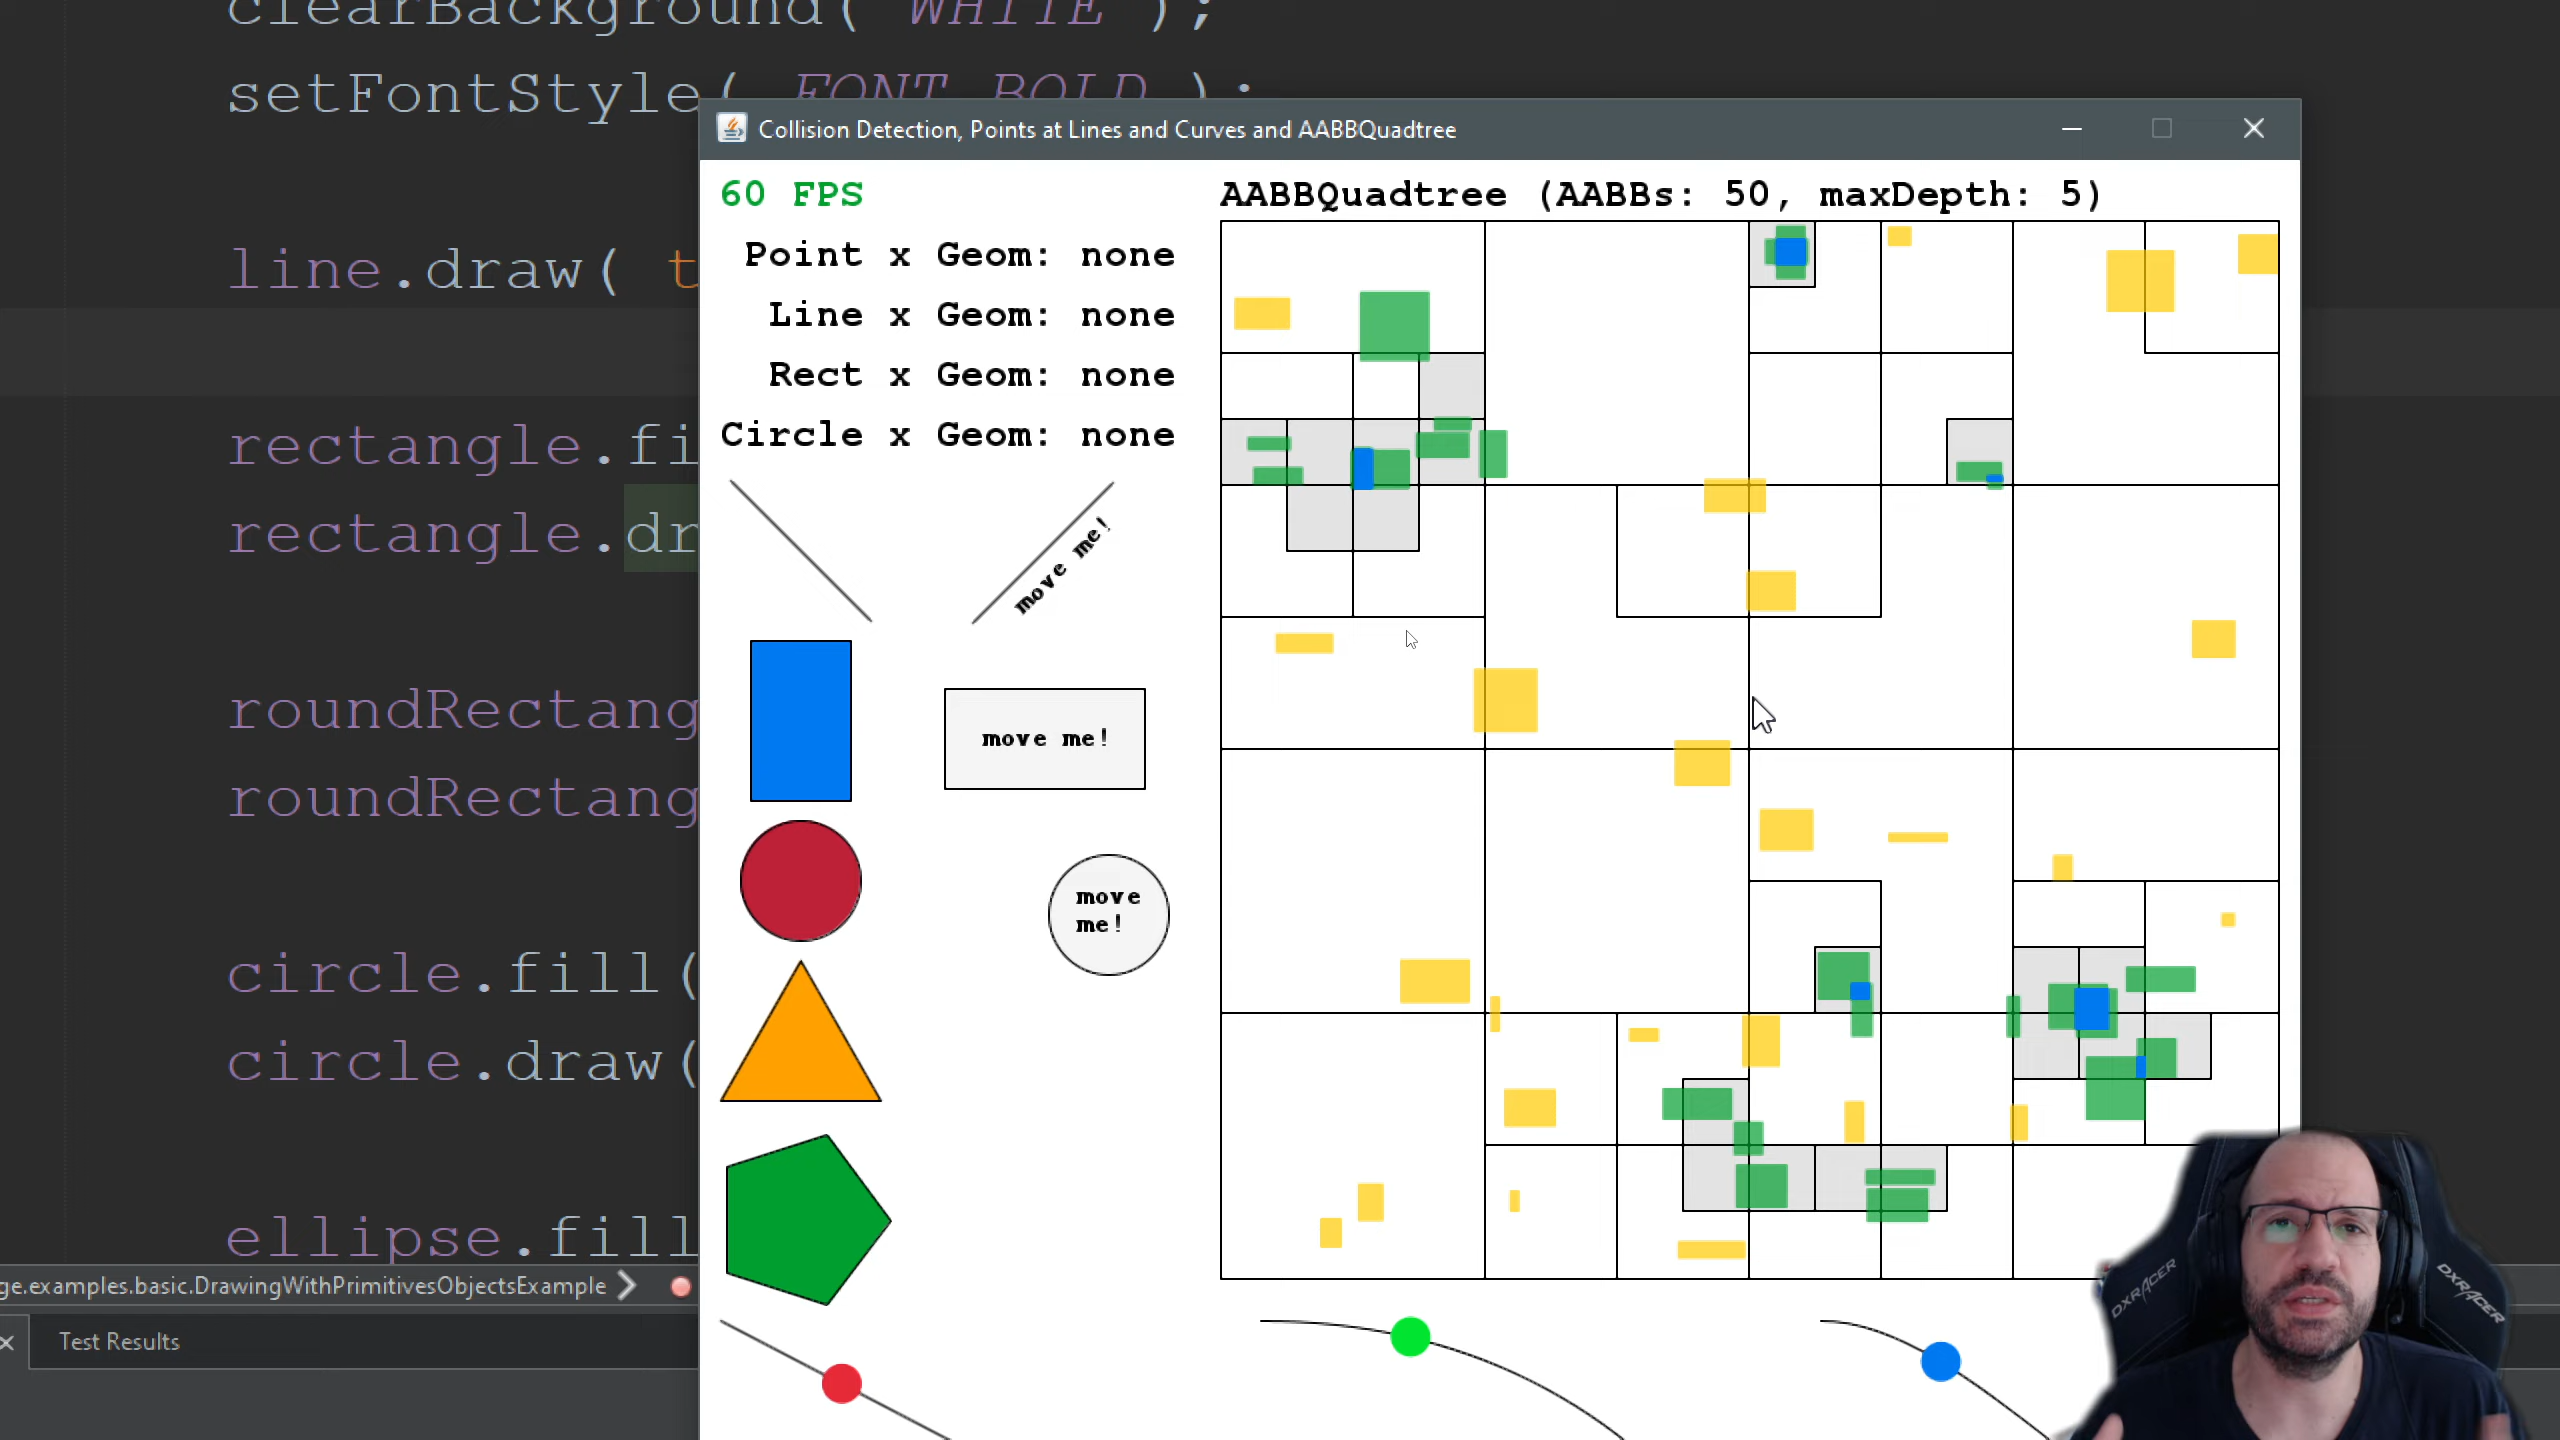 clearBackground( WHITE );
setFontStyle( FONT_BOLD );
line.draw( t
rectangle.fi
rectangle.dr
roundRectang
roundRectang
circle.fill(
circle.draw(
ellipse.fill
ge.examples.basic.DrawingWithPrimitivesObjectsExample
Test Results
Collision Detection, Points at Lines and Curves and AABBQuadtree
60 FPS
Point x Geom: none
Line x Geom: none
Rect x Geom: none
Circle x Geom: none
move me!
move me!
move
me!
AABBQuadtree (AABBs: 50, maxDepth: 5)
DXRACER
DXRACER